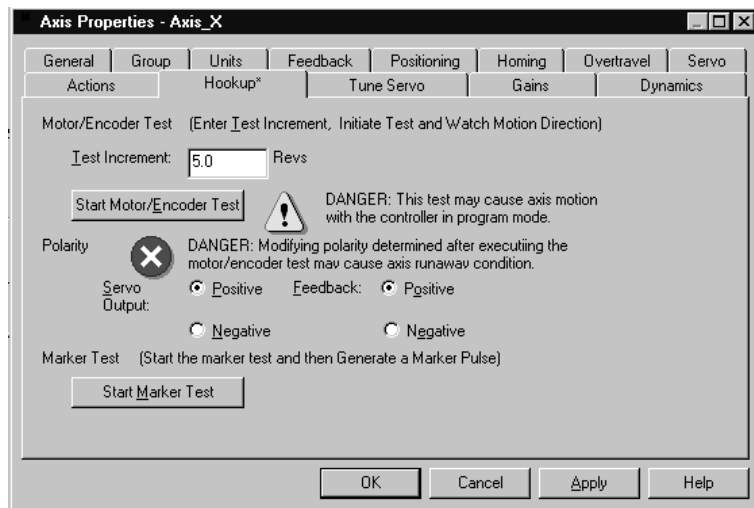 Axis Properties - Axis_X
General Group Units Feedback Positioning Homing Overtravel Servo
Actions Hookup* Tune Servo Gains Dynamics
Motor/Encoder Test (Enter Test Increment, Initiate Test and Watch Motion Direction)
Test Increment: 5.0 Revs
Start Motor/Encoder Test
DANGER: This test may cause axis motion
with the controller in program mode.
Polarity
DANGER: Modifying polarity determined after executiing the
motor/encoder test may cause axis runaway condition.
Servo Output: Positive Feedback: Positive
Negative Negative
Marker Test (Start the marker test and then Generate a Marker Pulse)
Start Marker Test
OK Cancel Apply Help